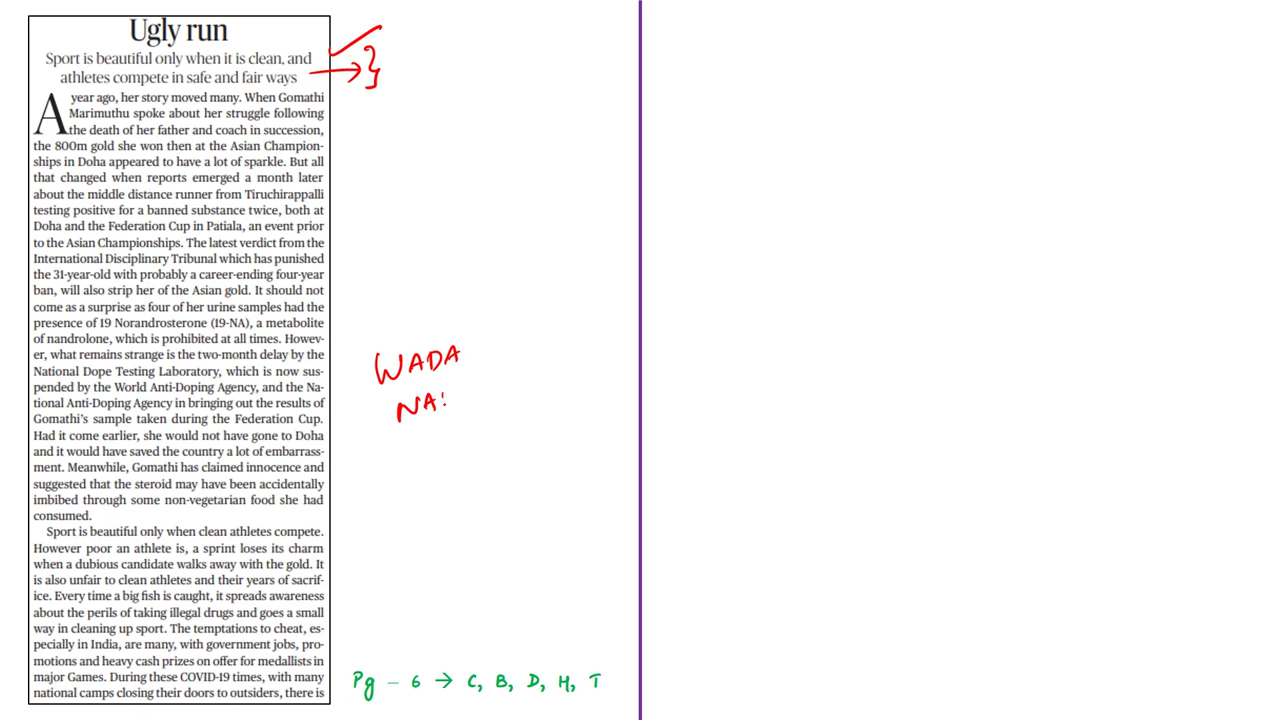 Ugly run
Sport is beautiful only when it is clean, and
athletes compete in safe and fair ways
A year ago, her story moved many. When Gomathi
Marimuthu spoke about her struggle following
the death of her father and coach in succession,
the 800m gold she won then at the Asian Champion-
ships in Doha appeared to have a lot of sparkle. But all
that changed when reports emerged a month later
about the middle distance runner from Tiruchirappalli
testing positive for a banned substance twice, both at
Doha and the Federation Cup in Patiala, an event prior
to the Asian Championships. The latest verdict from the
International Disciplinary Tribunal which has punished
the 31-year-old with probably a career-ending four-year
ban, will also strip her of the Asian gold. It should not
come as a surprise as four of her urine samples had the
presence of 19 Norandrosterone (19-NA), a metabolite
of nandrolone, which is prohibited at all times. Howev-
er, what remains strange is the two-month delay by the
National Dope Testing Laboratory, which is now sus-
pended by the World Anti-Doping Agency, and the Na-
tional Anti-Doping Agency in bringing out the results of
Gomathi's sample taken during the Federation Cup.
Had it come earlier, she would not have gone to Doha
and it would have saved the country a lot of embarrass-
ment. Meanwhile, Gomathi has claimed innocence and
suggested that the steroid may have been accidentally
imbibed through some non-vegetarian food she had
consumed.
Sport is beautiful only when clean athletes compete.
However poor an athlete is, a sprint loses its charm
when a dubious candidate walks away with the gold. It
is also unfair to clean athletes and their years of sacrif-
ice. Every time a big fish is caught, it spreads awareness
about the perils of taking illegal drugs and goes a small
way in cleaning up sport. The temptations to cheat, es-
pecially in India, are many, with government jobs, pro-
motions and heavy cash prizes on offer for medallists in
major Games. During these COVID-19 times, with many
national camps closing their doors to outsiders, there is
WADA
NA
Pg - 6 → C, B, D, H, T